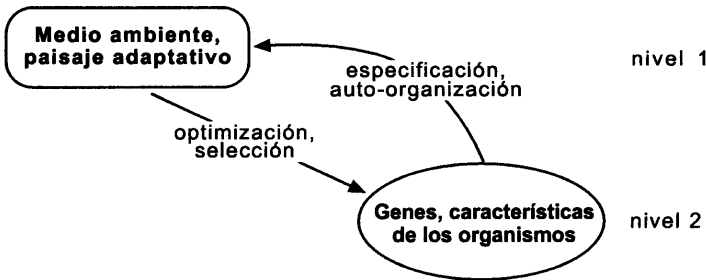 Medio ambiente,
paisaje adaptativo
nivel 1
especificación,
auto-organización
optimización,
selección
Genes, características
de los organismos
nivel 2